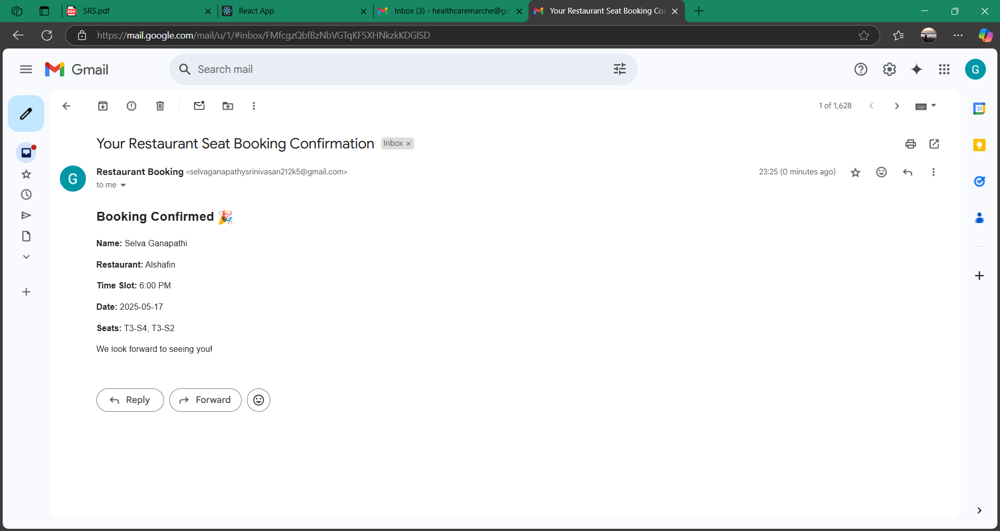 SRS.pdf
React App
Inbox (3) - healthcaremarche@gm
Your Restaurant Seat Booking Cor
https://mail.google.com/mail/u/1/#inbox/FMfcgzQbfBzNbVGTqKFSXHNkzkKDGlSD
Gmail
Search mail
G
1 of 1,628
31
Your Restaurant Seat Booking Confirmation
Inbox ×
G
Restaurant Booking <selvaganapathysrinivasan212k5@gmail.com>
23:25 (0 minutes ago)
to me
Booking Confirmed 🎉
Name: Selva Ganapathi
Restaurant: Alshafin
Time Slot: 6:00 PM
Date: 2025-05-17
Seats: T3-S4, T3-S2
We look forward to seeing you!
Reply
Forward